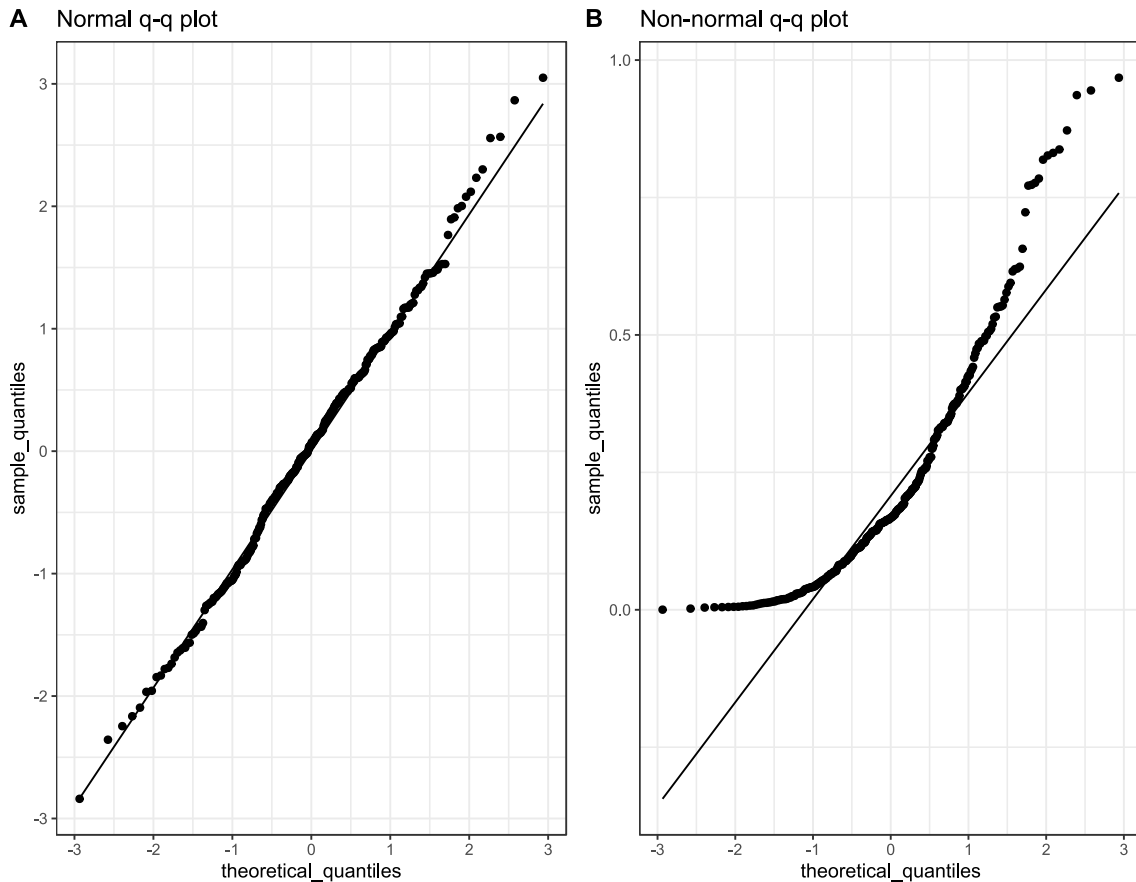 A Normal q-q plot
3
2
1
0
-1
-2
-3
sample_quantiles
-3 -2 -1 0 1 2 3
theoretical_quantiles
B Non-normal q-q plot
1.0
0.5
0.0
sample_quantiles
-3 -2 -1 0 1 2 3
theoretical_quantiles